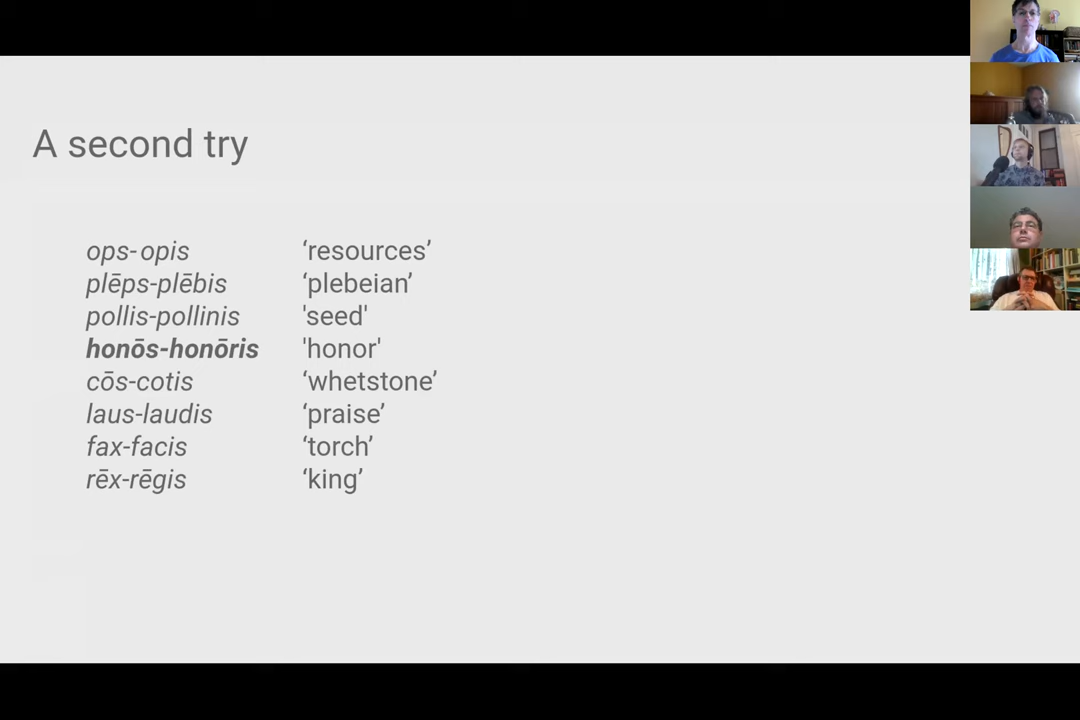 A second try
ops-opis ‘resources’
plēps-plēbis ‘plebeian’
pollis-pollinis 'seed'
honōs-honōris 'honor'
cōs-cotis ‘whetstone’
laus-laudis ‘praise’
fax-facis ‘torch’
rēx-rēgis ‘king’